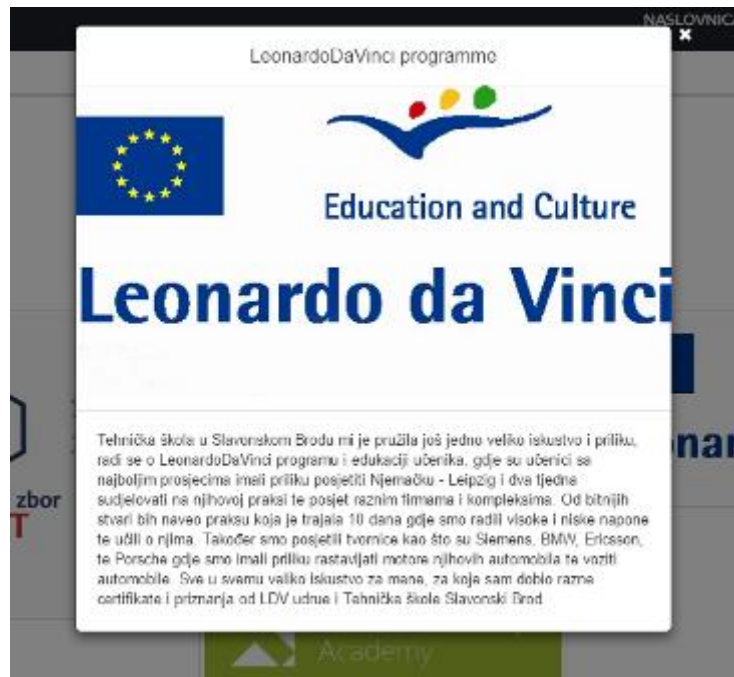 NASLOVNICA
LeonardoDaVinci programme
Education and Culture
Leonardo da Vinci
Tehnička škola u Slavonskom Brodu mi je pružila još jedno veliko iskustvo i priliku,
radi se o LeonardoDaVinci programu i edukaciji učenika, gdje su učenici sa
najboljim prosjecima imali priliku posjetiti Njemačku - Leipzig i dva tjedna
sudjelovati na njihovoj praksi te posjet raznim firmama i kompleksima. Od bitnijih
stvari bih naveo praksu koja je trajala 10 dana gdje smo radili visoke i niske napone
te učili o njima. Također smo posjetili tvornice kao što su Siemens, BMW, Ericsson,
te Porsche gdje smo imali priliku rastavljati motore njihovih automobila te voziti
automobile. Sve u svemu veliko iskustvo za mene, za koje sam dobio razne
certifikate i priznanja od LDV udrue i Tehničke škole Slavonski Brod
zbor
Academy